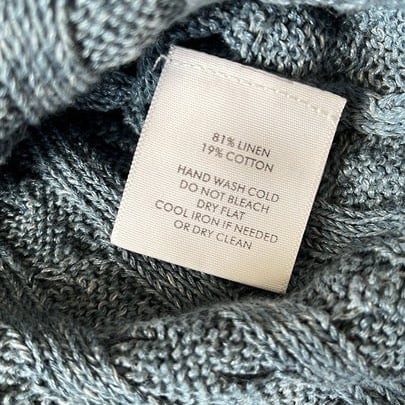 81% LINEN
19% COTTON
HAND WASH COLD
DO NOT BLEACH
DRY FLAT
COOL IRON IF NEEDED
OR DRY CLEAN